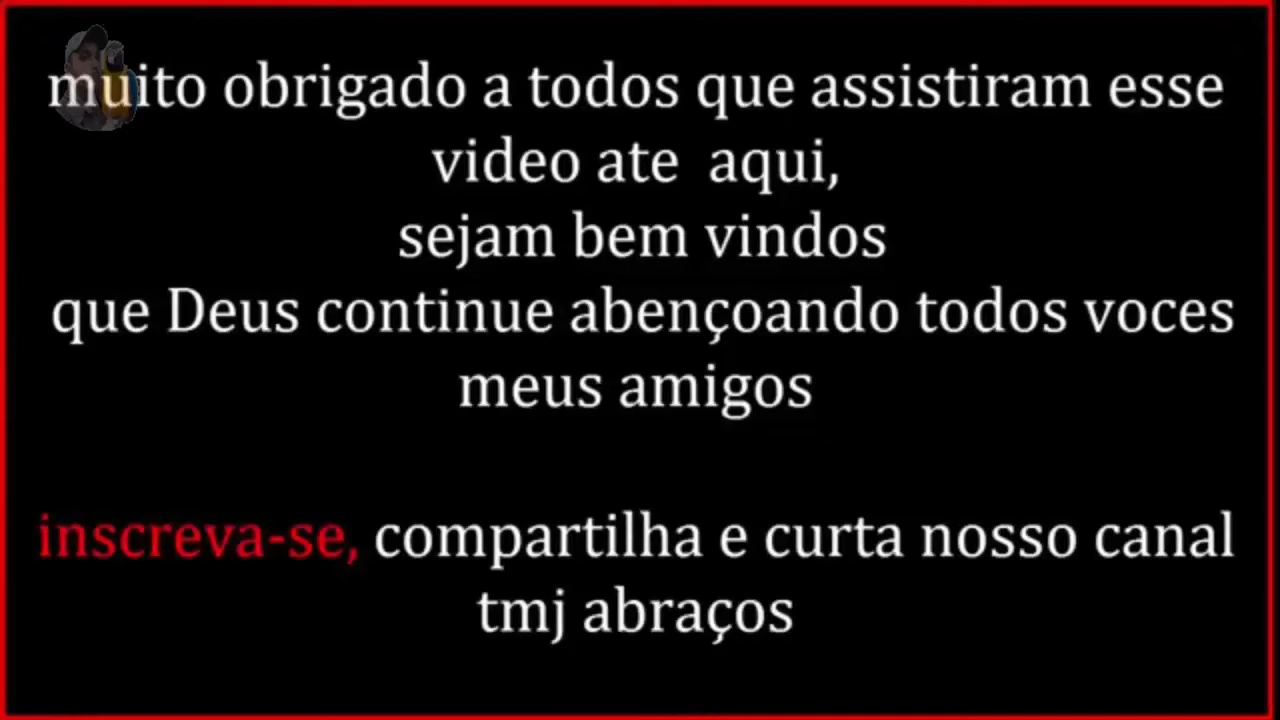 muito obrigado a todos que assistiram esse
video ate aqui,
sejam bem vindos
que Deus continue abençoando todos voces
meus amigos
inscreva-se, compartilha e curta nosso canal
tmj abraços